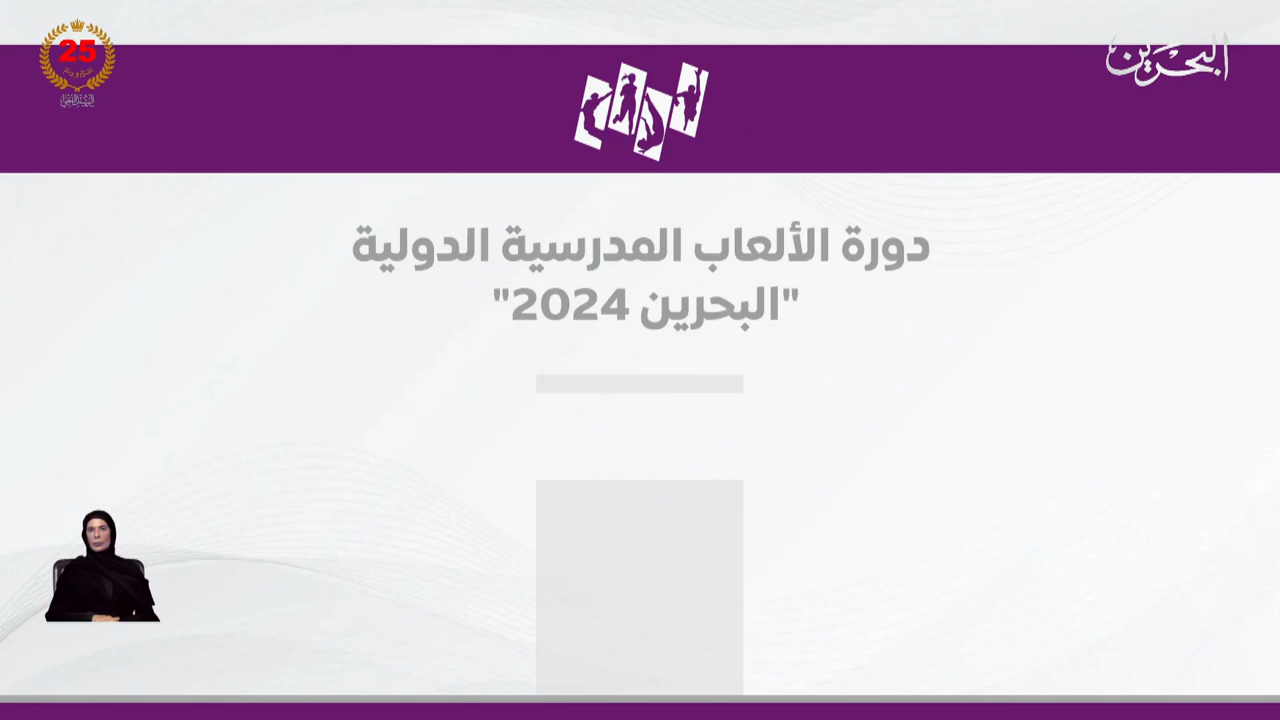 25
البحرين
دورة الألعاب المدرسية الدولية
"البحرين 2024"